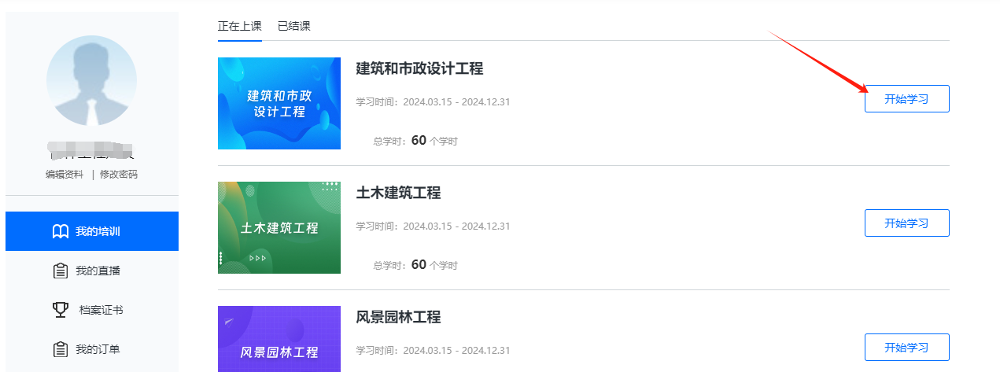 正在上课 已结课
建筑和市政
设计工程
建筑和市政设计工程
学习时间：2024.03.15 - 2024.12.31
总学时：60 个学时
开始学习
编辑资料 | 修改密码
我的培训
我的直播
档案证书
我的订单
土木建筑工程
土木建筑工程
学习时间：2024.03.15 - 2024.12.31
总学时：60 个学时
开始学习
风景园林工程
风景园林工程
学习时间：2024.03.15 - 2024.12.31
开始学习